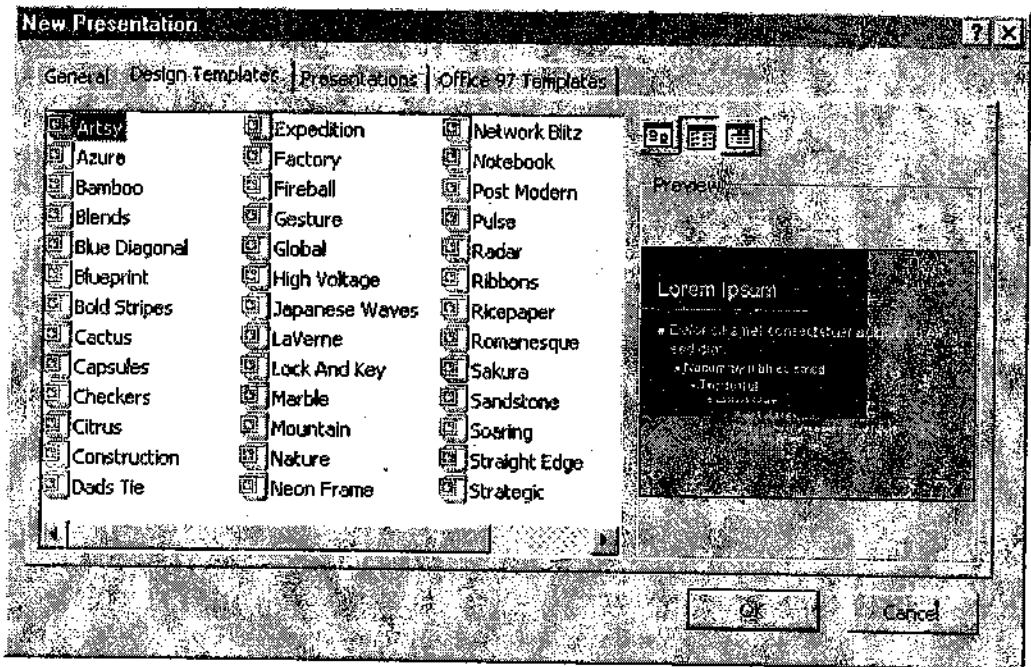 New Presentation
General Design Templates Presentations Office 97 Templates
Artsy
Azure
Bamboo
Blends
Blue Diagonal
Blueprint
Bold Stripes
Cactus
Capsules
Checkers
Citrus
Construction
Dads Tie
Expedition
Factory
Fireball
Gesture
Global
High Voltage
Japanese Waves
LaVerne
Lock And Key
Marble
Mountain
Nature
Neon Frame
Network Blitz
Notebook
Post Modern
Pulse
Radar
Ribbons
Ricepaper
Romanesque
Sakura
Sandstone
Soaring
Straight Edge
Strategic
Preview
Lorem Ipsum
OK Cancel